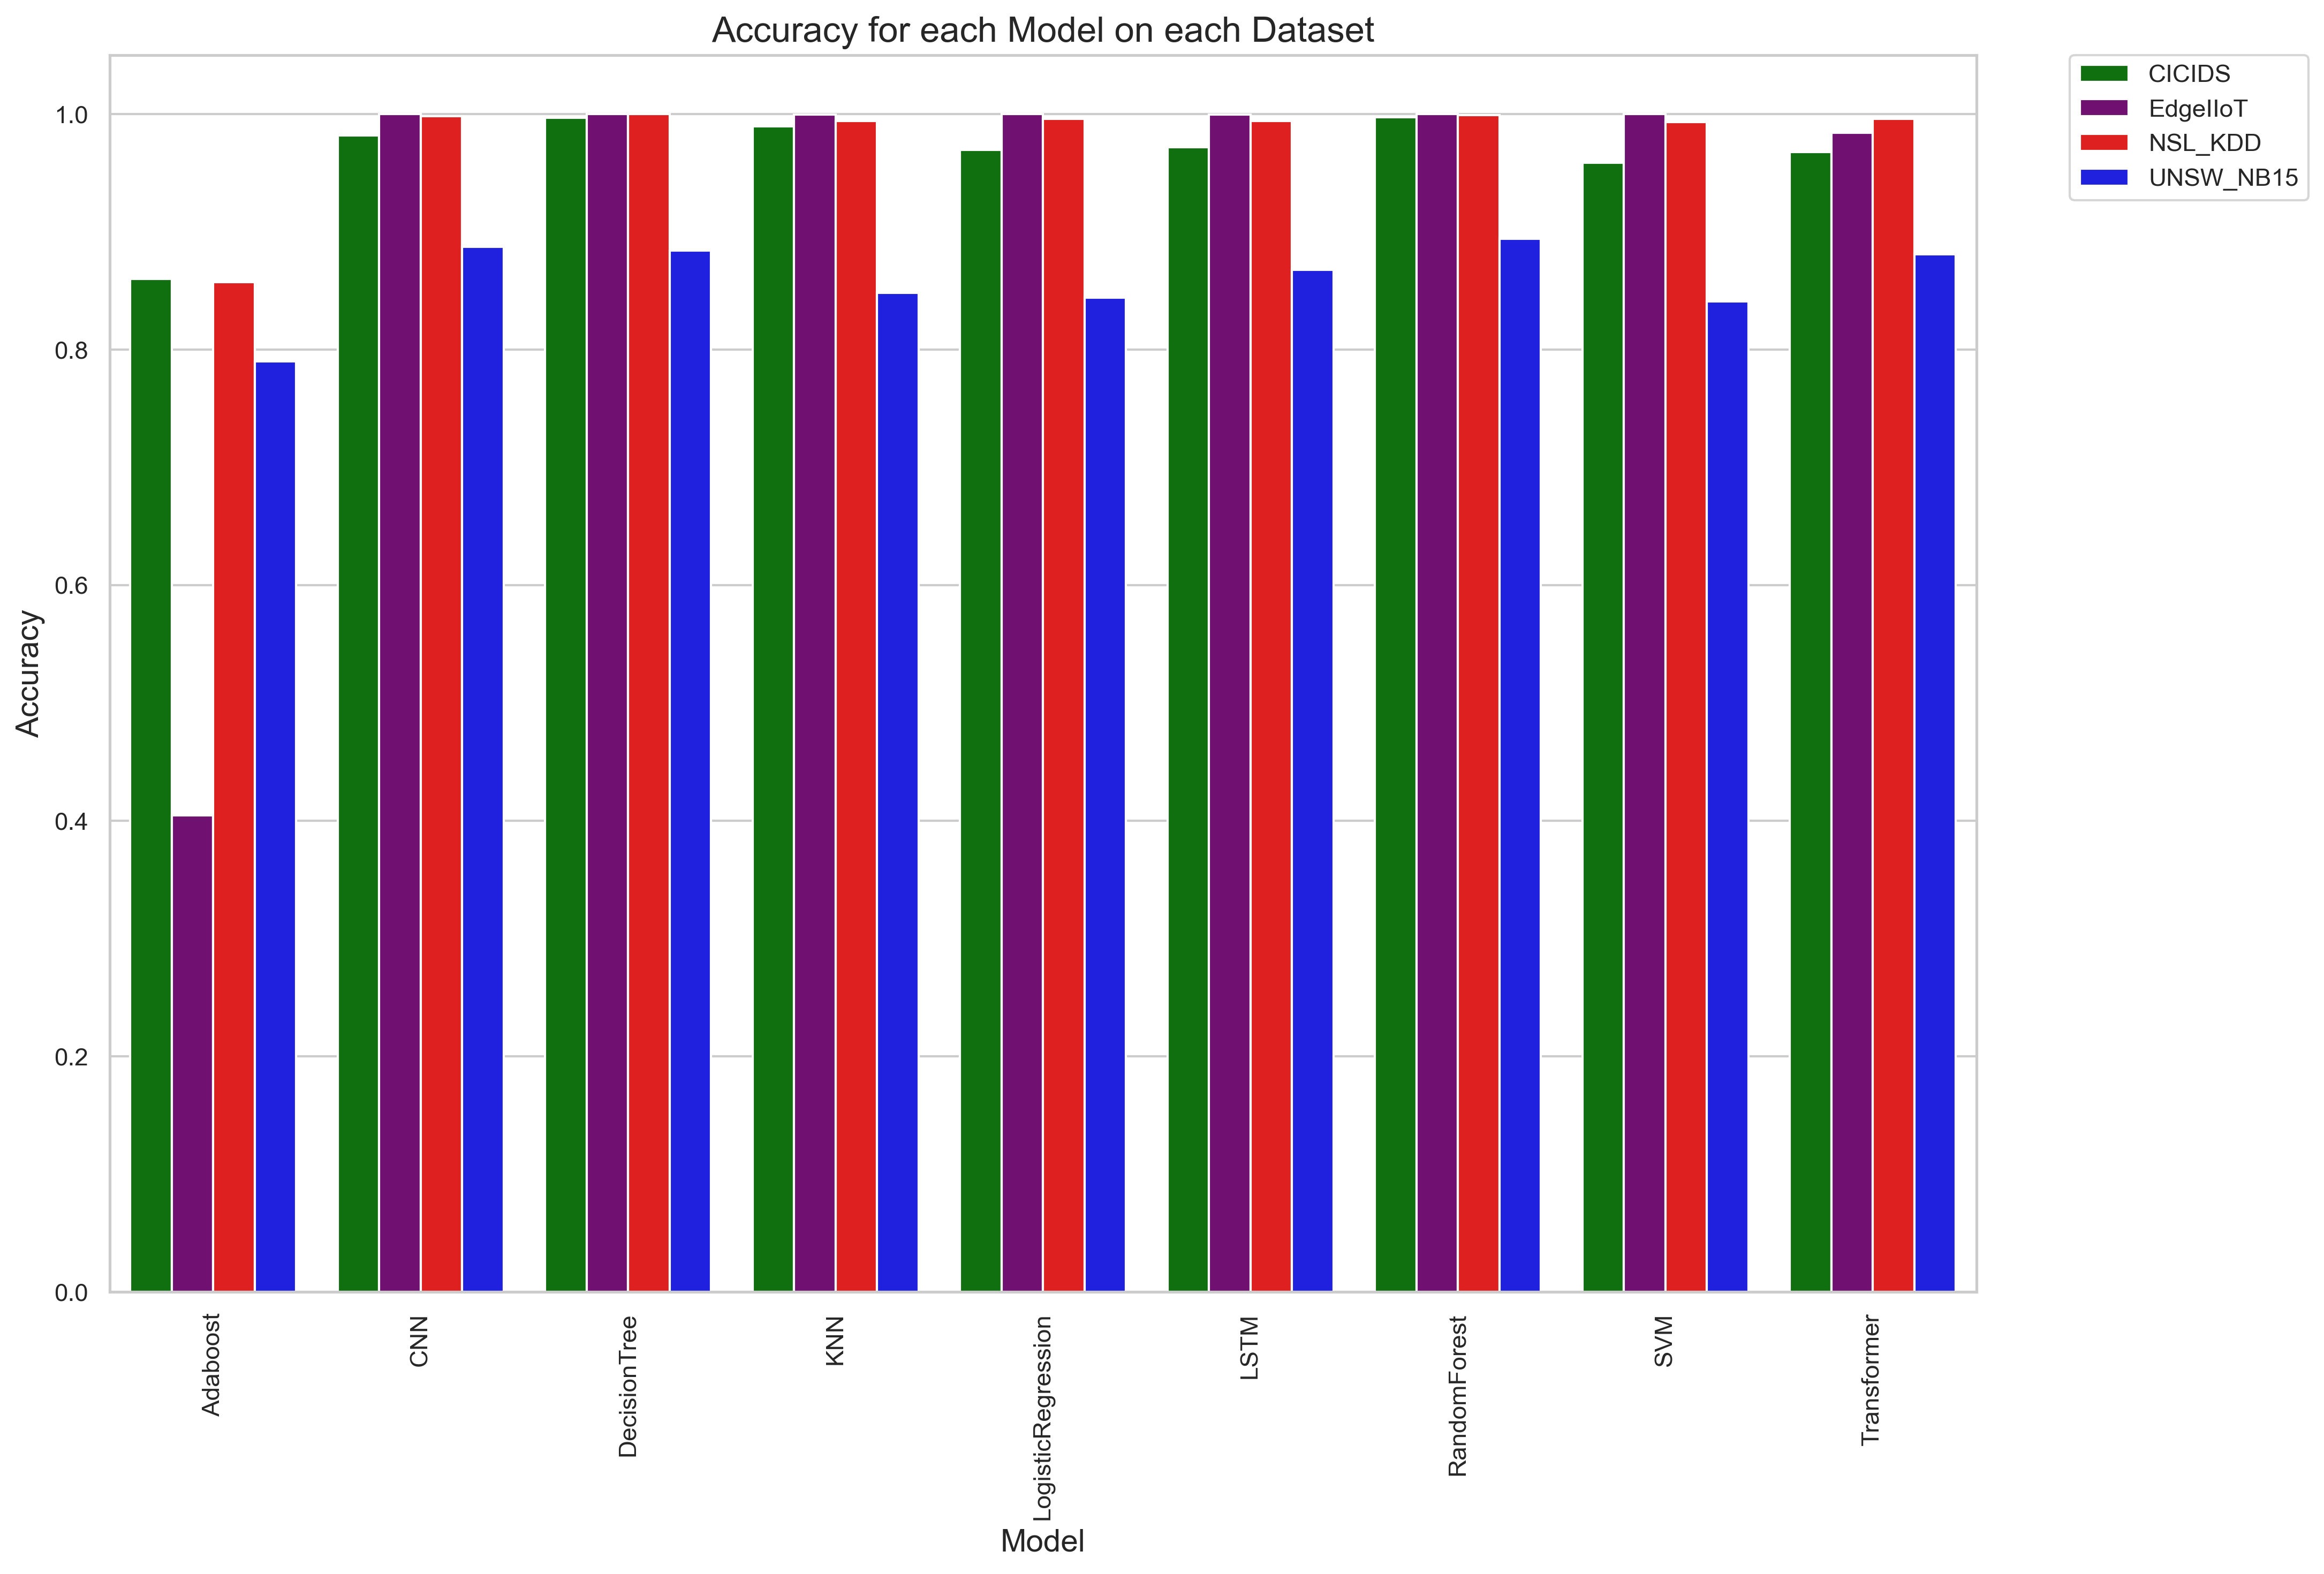 Accuracy for each Model on each Dataset
CICIDS
EdgeIIoT
NSL_KDD
UNSW_NB15
Accuracy
1.0
0.8
0.6
0.4
0.2
0.0
Adaboost
CNN
DecisionTree
KNN
LogisticRegression
LSTM
RandomForest
SVM
Transformer
Model